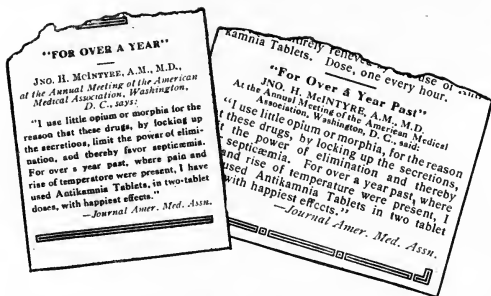 "FOR OVER A YEAR"
JNO. H. McINTYRE, A.M., M.D.,
at the Annual Meeting of the American
Medical Association, Washington,
D. C., says:
"I use little opium or morphia for the
reason that these drugs, by locking up
the secretions, limit the power of elimi-
nation, and thereby favor septicæmia.
For over a year past, where pain and
rise of temperature were present, I have
used Antikamnia Tablets, in two-tablet
doses, with happiest effects."
—Journal Amer. Med. Assn.
use of
kamnia Tablets. Dose, one every hour.
"For Over a Year Past"
JNO. H. McINTYRE, A.M., M.D.
At the Annual Meeting of the American Medical
Association, Washington, D. C., said:
"I use little opium or morphia, for the reason
t these drugs, by locking up the secretions,
t the power of elimination and thereby
septicæmia. For over a year past, where
and rise of temperature were present, I
used Antikamnia Tablets in two tablet
with happiest effects."
—Journal Amer. Med. Assn.